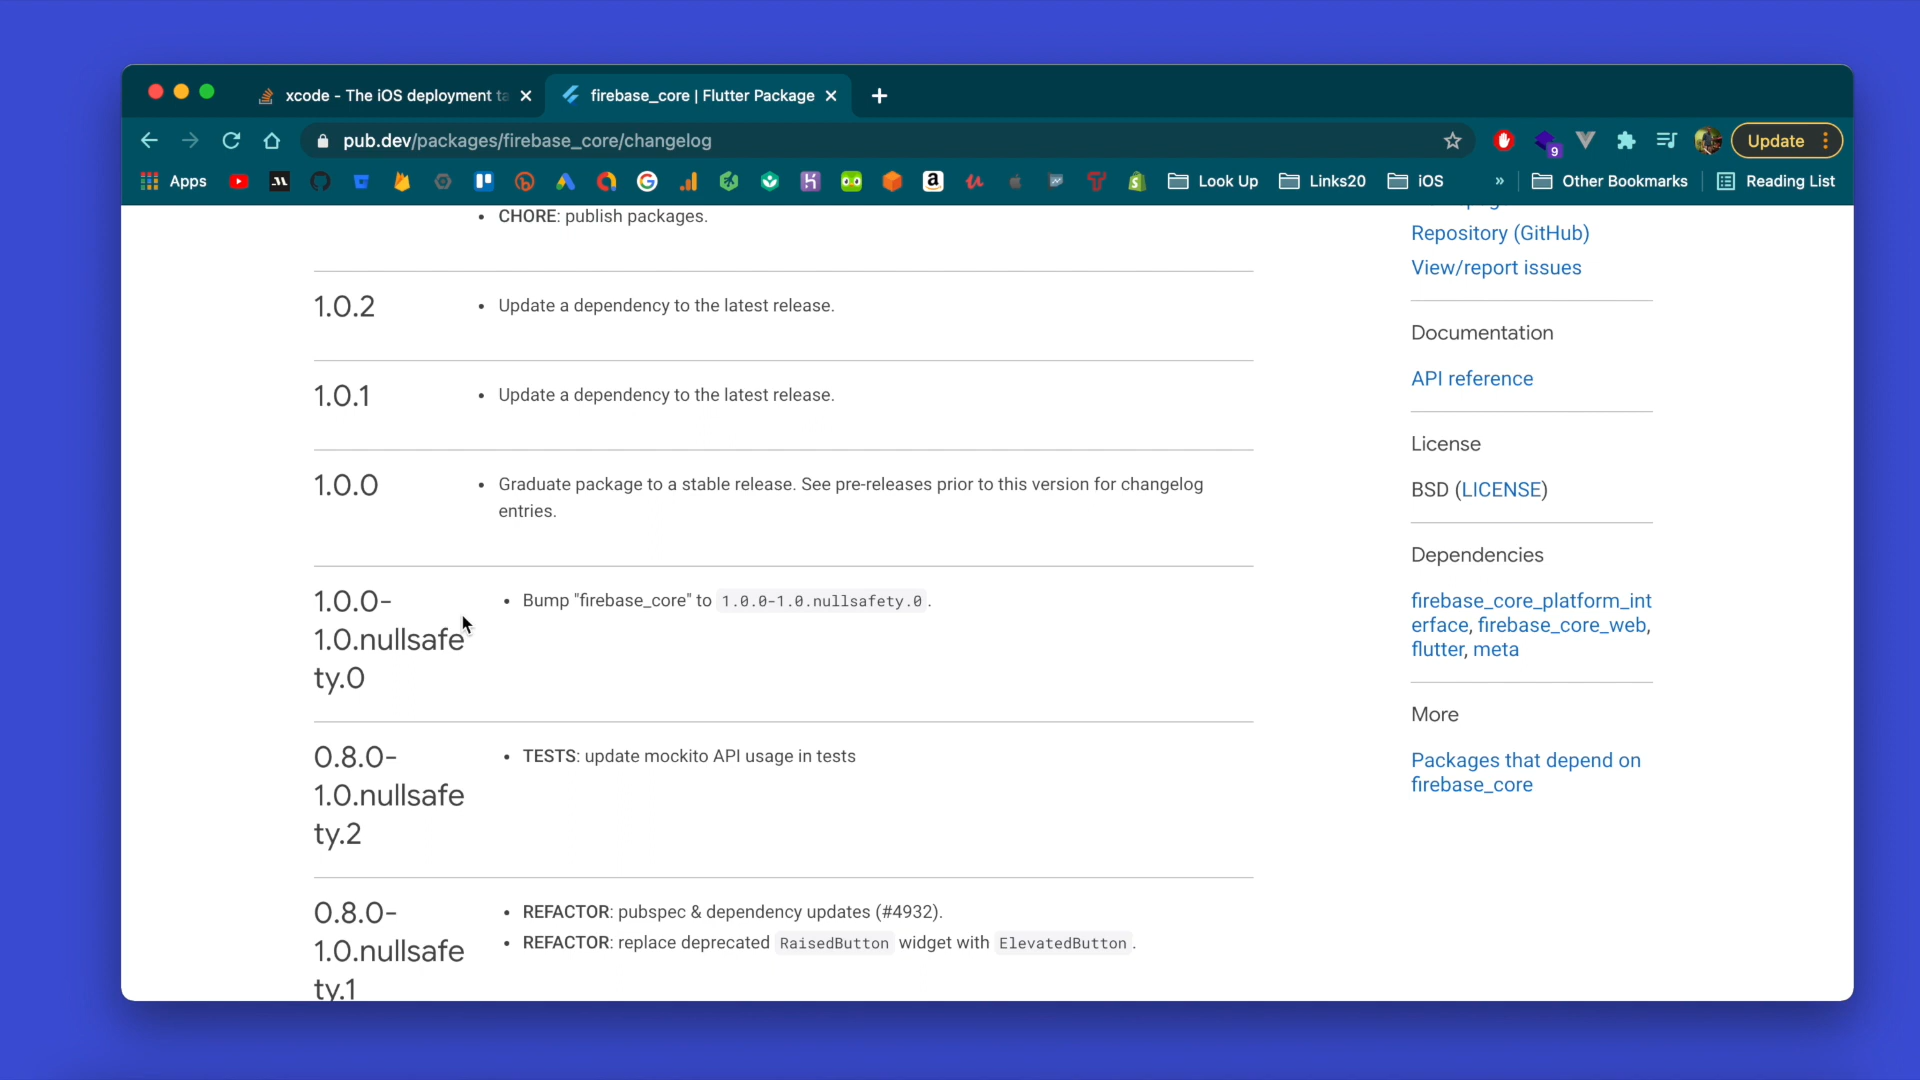 xcode - The iOS deployment ta
firebase_core | Flutter Package
pub.dev/packages/firebase_core/changelog
9
Update
Apps
Look Up
Links20
iOS
»
Other Bookmarks
Reading List
• CHORE: publish packages.
1.0.2
• Update a dependency to the latest release.
1.0.1
• Update a dependency to the latest release.
1.0.0
• Graduate package to a stable release. See pre-releases prior to this version for changelog
entries.
1.0.0-
1.0.nullsafe
ty.0
• Bump "firebase_core" to 1.0.0-1.0.nullsafety.0.
0.8.0-
1.0.nullsafe
ty.2
• TESTS: update mockito API usage in tests
0.8.0-
1.0.nullsafe
ty.1
• REFACTOR: pubspec & dependency updates (#4932).
• REFACTOR: replace deprecated RaisedButton widget with ElevatedButton.
Repository (GitHub)
View/report issues
Documentation
API reference
License
BSD (LICENSE)
Dependencies
firebase_core_platform_int
erface, firebase_core_web,
flutter, meta
More
Packages that depend on
firebase_core